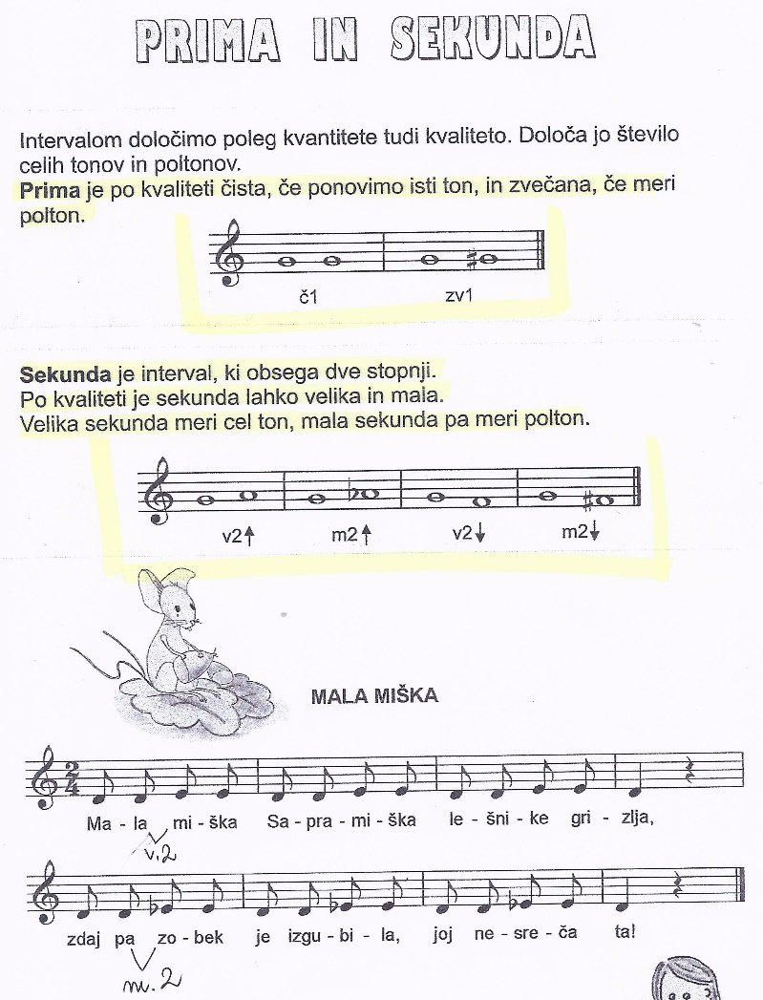 PRIMA IN SEKUNDA
Intervalom določimo poleg kvantitete tudi kvaliteto. Določa jo število
celih tonov in poltonov.
Prima je po kvaliteti čista, če ponovimo isti ton, in zvečana, če meri
polton.
č1 zv1
Sekunda je interval, ki obsega dve stopnji.
Po kvaliteti je sekunda lahko velika in mala.
Velika sekunda meri cel ton, mala sekunda pa meri polton.
v2↑ m2↑ v2↓ m2↓
MALA MIŠKA
2
4
Ma - la mi - ška Sa - pra - mi - ška le - šni - ke gri - zlja,
v.2
zdaj pa zo - bek je izgu - bi - la, joj ne - sre - ča ta!
m. 2